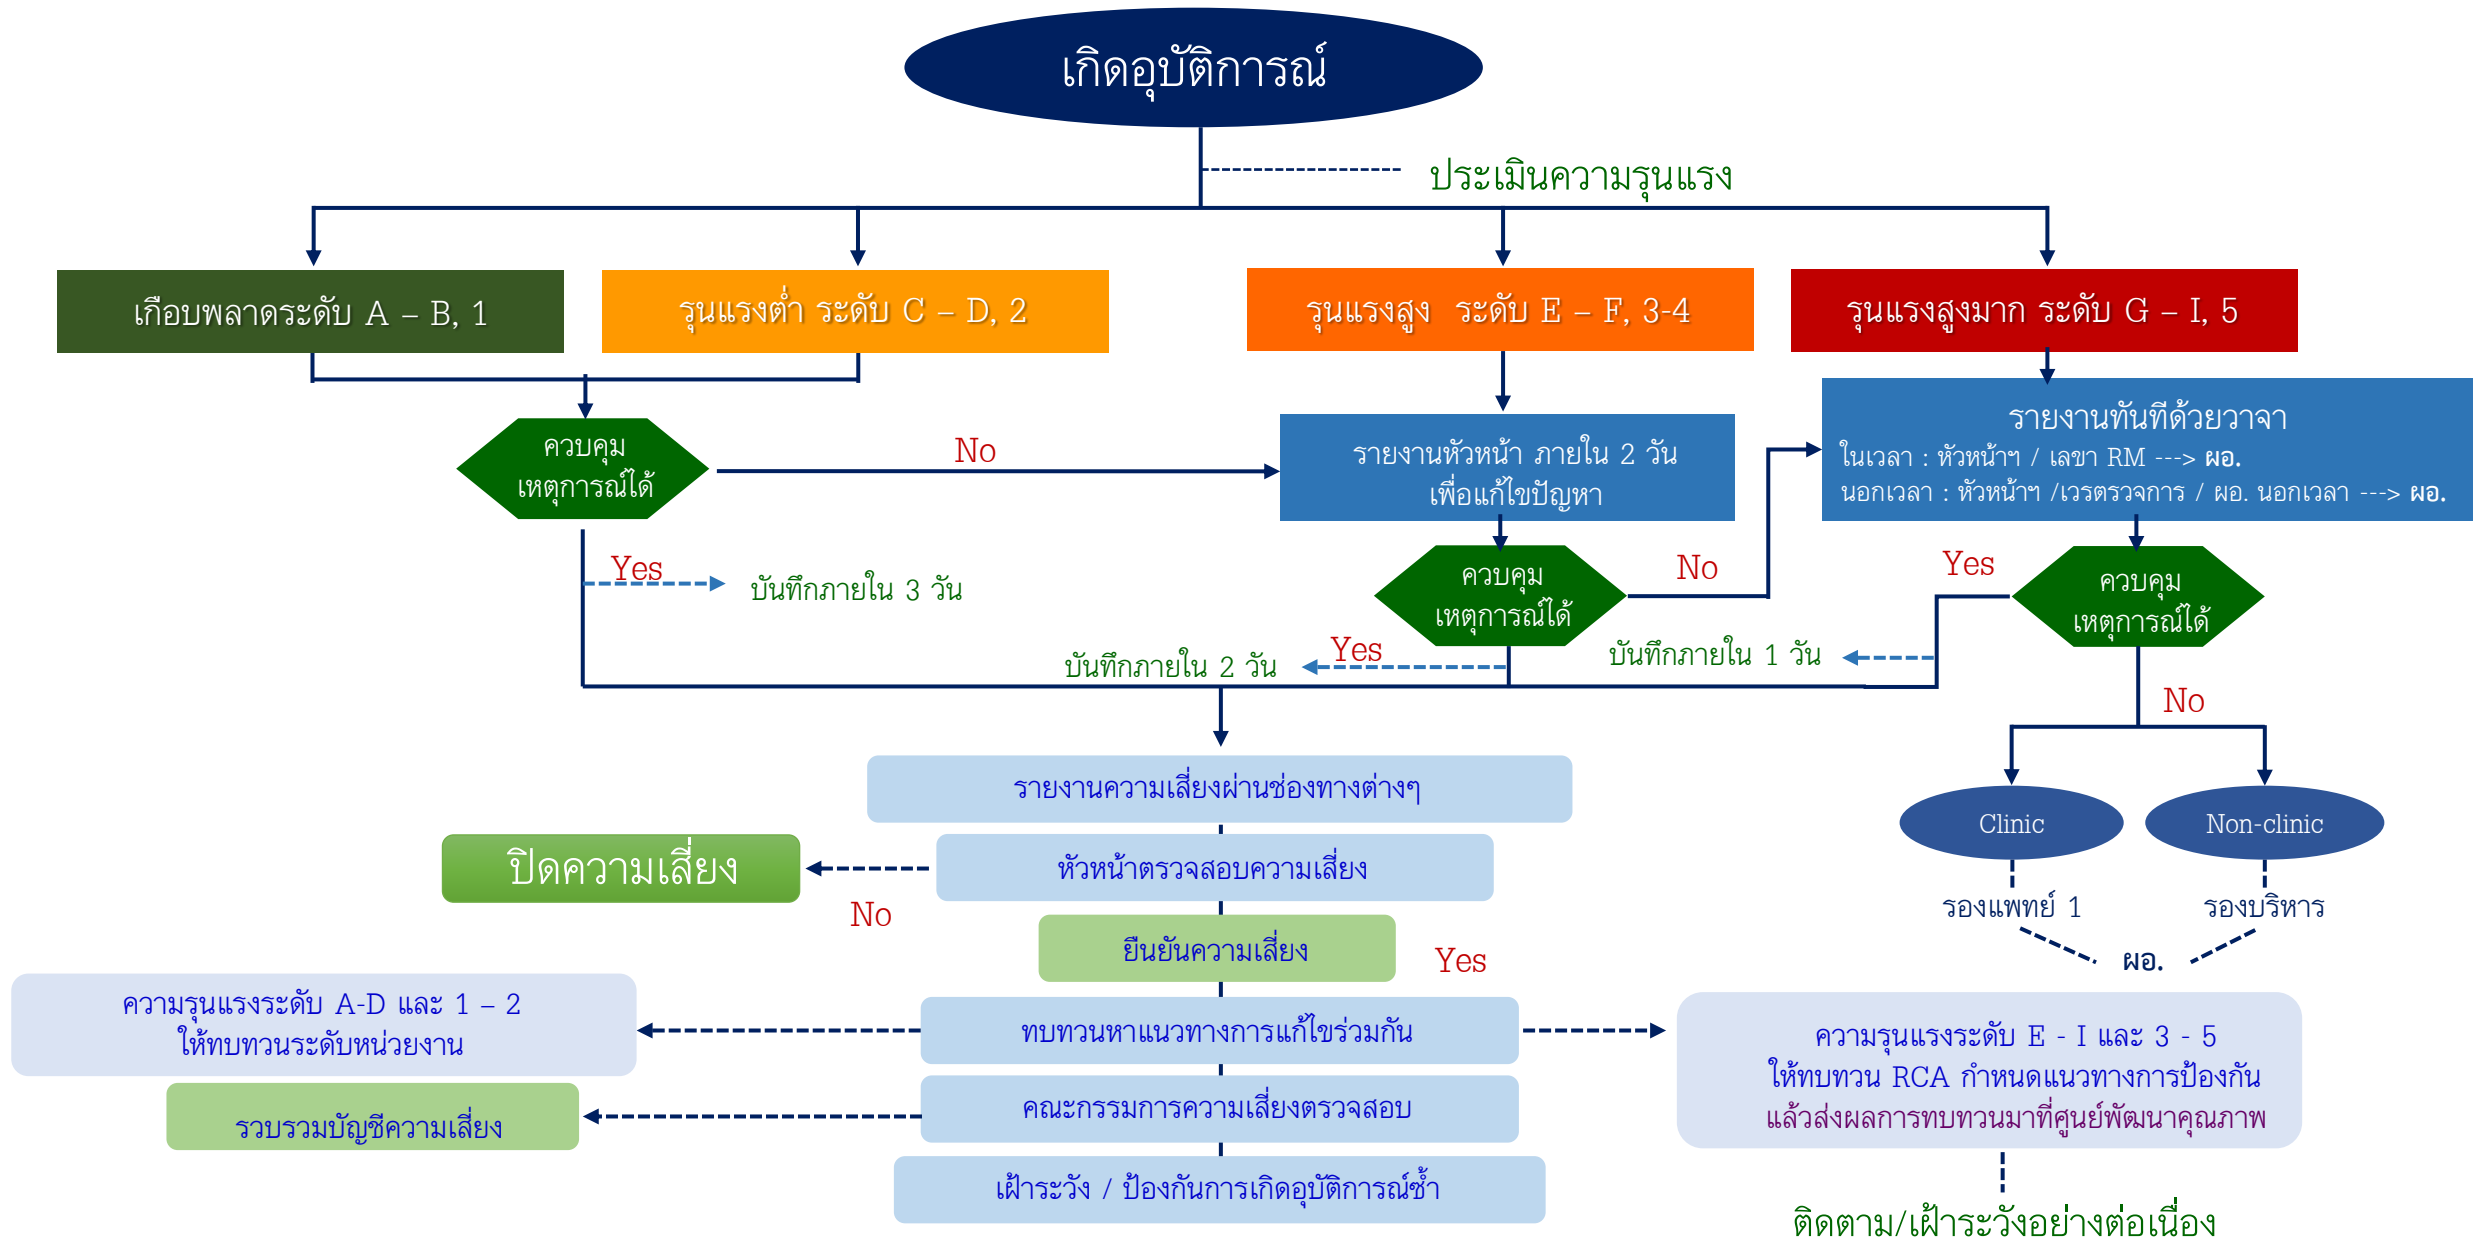 เกิดอุบัติการณ์
ประเมินความรุนแรง
เกือบพลาดระดับ A – B, 1
รุนแรงต่ำ ระดับ C – D, 2
รุนแรงสูง ระดับ E – F, 3-4
รุนแรงสูงมาก ระดับ G – I, 5
ควบคุม
เหตุการณ์ได้
No
รายงานหัวหน้า ภายใน 2 วัน
เพื่อแก้ไขปัญหา
รายงานทันทีด้วยวาจา
ในเวลา : หัวหน้าฯ / เลขา RM ---> ผอ.
นอกเวลา : หัวหน้าฯ /เวรตรวจการ / ผอ. นอกเวลา ---> ผอ.
Yes
บันทึกภายใน 3 วัน
ควบคุม
เหตุการณ์ได้
No
Yes
ควบคุม
เหตุการณ์ได้
Yes
บันทึกภายใน 2 วัน
บันทึกภายใน 1 วัน
No
รายงานความเสี่ยงผ่านช่องทางต่างๆ
Clinic
Non-clinic
ปิดความเสี่ยง
หัวหน้าตรวจสอบความเสี่ยง
No
รองแพทย์ 1
รองบริหาร
ยืนยันความเสี่ยง
Yes
ผอ.
ความรุนแรงระดับ A-D และ 1 – 2
ให้ทบทวนระดับหน่วยงาน
ทบทวนหาแนวทางการแก้ไขร่วมกัน
ความรุนแรงระดับ E - I และ 3 - 5
ให้ทบทวน RCA กำหนดแนวทางการป้องกัน
แล้วส่งผลการทบทวนมาที่ศูนย์พัฒนาคุณภาพ
รวบรวมบัญชีความเสี่ยง
คณะกรรมการความเสี่ยงตรวจสอบ
เฝ้าระวัง / ป้องกันการเกิดอุบัติการณ์ซ้ำ
ติดตาม/เฝ้าระวังอย่างต่อเนื่อง